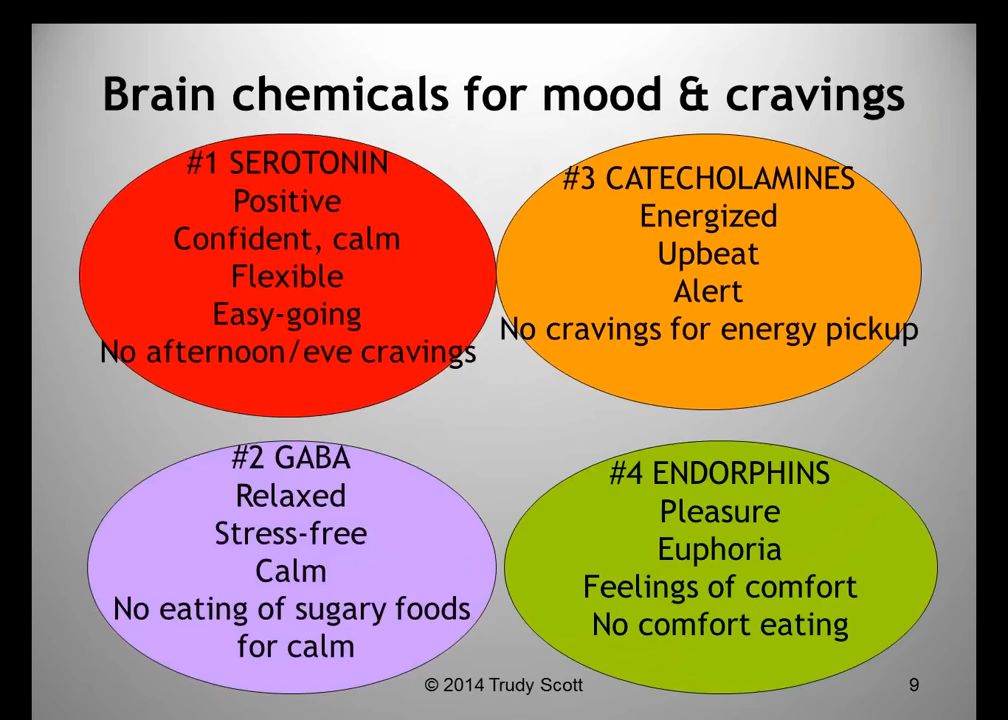 Brain chemicals for mood & cravings
#1 SEROTONIN
Positive
Confident, calm
Flexible
Easy-going
No afternoon/eve cravings
#2 GABA
Relaxed
Stress-free
Calm
No eating of sugary foods
for calm
#3 CATECHOLAMINES
Energized
Upbeat
Alert
No cravings for energy pickup
#4 ENDORPHINS
Pleasure
Euphoria
Feelings of comfort
No comfort eating
© 2014 Trudy Scott
9